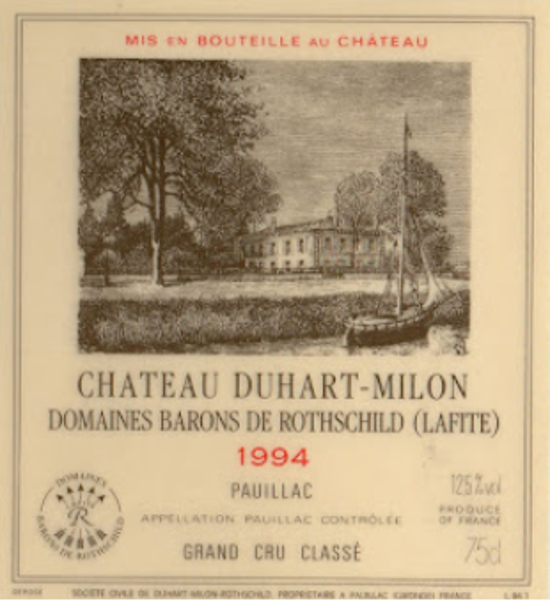 MIS EN BOUTEILLE AU CHÂTEAU
CHATEAU DUHART-MILON
DOMAINES BARONS DE ROTHSCHILD (LAFITE)
1994
PAUILLAC
APPELLATION PAUILLAC CONTRÔLÉE
GRAND CRU CLASSÉ
DOMAINES
R
BARONS DE ROTHSCHILD
12,5%vol
PRODUCE
OF FRANCE
75cl
SOCIÉTÉ CIVILE DE DUHART-MILON-ROTHSCHILD, PROPRIÉTAIRE A PAUILLAC (GIRONDE) FRANCE